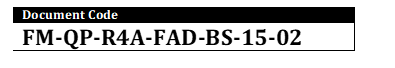 Document Code
FM-QP-R4A-FAD-BS-15-02